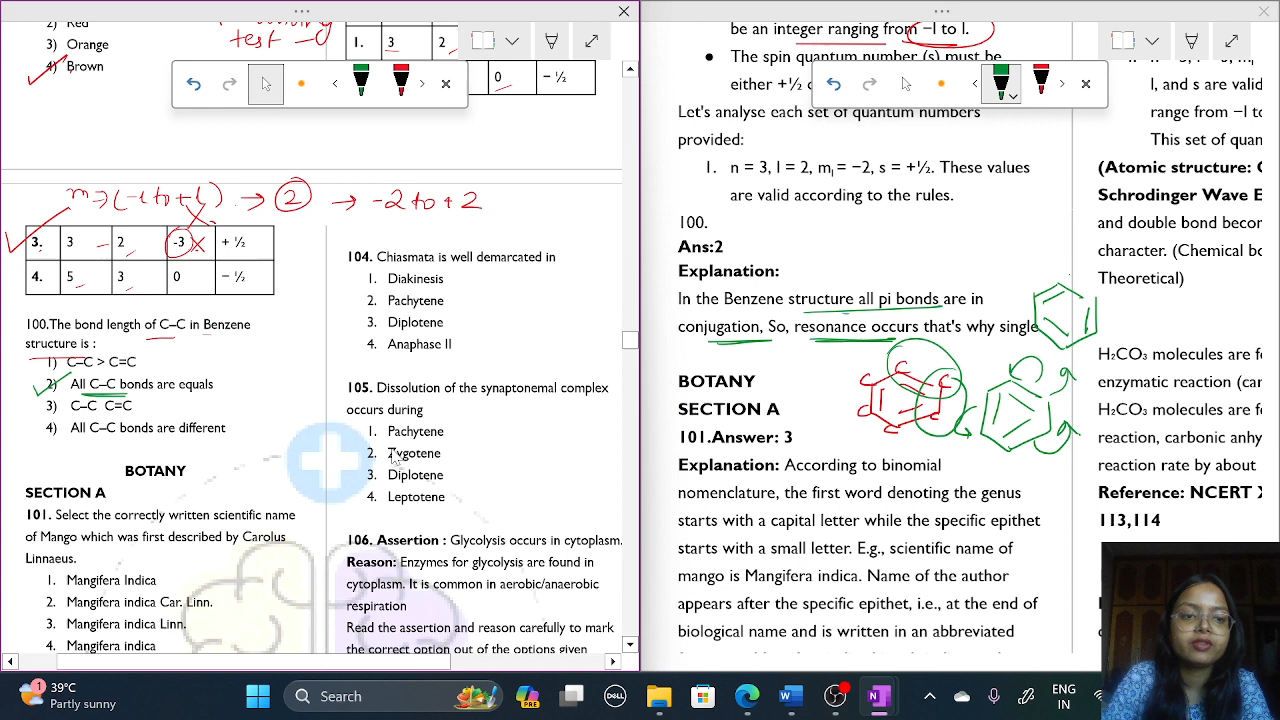 2) Red
3) Orange
4) Brown
test
1. 3 2
0 – ½
m => (-l to + l) → 2 → -2 to + 2
3. 3 2 -3 + ½
4. 5 3 0 – ½
100.The bond length of C–C in Benzene
structure is :
1) C–C > C=C
2) All C–C bonds are equals
3) C–C C=C
4) All C–C bonds are different
BOTANY
SECTION A
101. Select the correctly written scientific name
of Mango which was first described by Carolus
Linnaeus.
1. Mangifera Indica
2. Mangifera indica Car. Linn.
3. Mangifera indica Linn.
4. Mangifera indica
104. Chiasmata is well demarcated in
1. Diakinesis
2. Pachytene
3. Diplotene
4. Anaphase II
105. Dissolution of the synaptonemal complex
occurs during
1. Pachytene
2. Zygotene
3. Diplotene
4. Leptotene
106. Assertion : Glycolysis occurs in cytoplasm.
Reason: Enzymes for glycolysis are found in
cytoplasm. It is common in aerobic/anaerobic
respiration
Read the assertion and reason carefully to mark
the correct option out of the options given
be an integer ranging from −l to l.
• The spin quantum number (s) must be
either +½
Let's analyse each set of quantum numbers
provided:
1. n = 3, l = 2, ml = −2, s = +½. These values
are valid according to the rules.
100.
Ans:2
Explanation:
In the Benzene structure all pi bonds are in
conjugation, So, resonance occurs that's why single
C
C C
C C
C
BOTANY
SECTION A
101.Answer: 3
Explanation: According to binomial
nomenclature, the first word denoting the genus
starts with a capital letter while the specific epithet
starts with a small letter. E.g., scientific name of
mango is Mangifera indica. Name of the author
appears after the specific epithet, i.e., at the end of
biological name and is written in an abbreviated
l, and s are valid
range from −l to
This set of quan
(Atomic structure:
Schrodinger Wave E
and double bond becor
character. (Chemical bo
Theoretical)
H₂CO₃ molecules are fo
enzymatic reaction (car
H₂CO₃ molecules are fo
reaction, carbonic anhy
reaction rate by about
Reference: NCERT X
113,114
1
39°C
Partly sunny
Search
PRE
DELL
ENG
IN